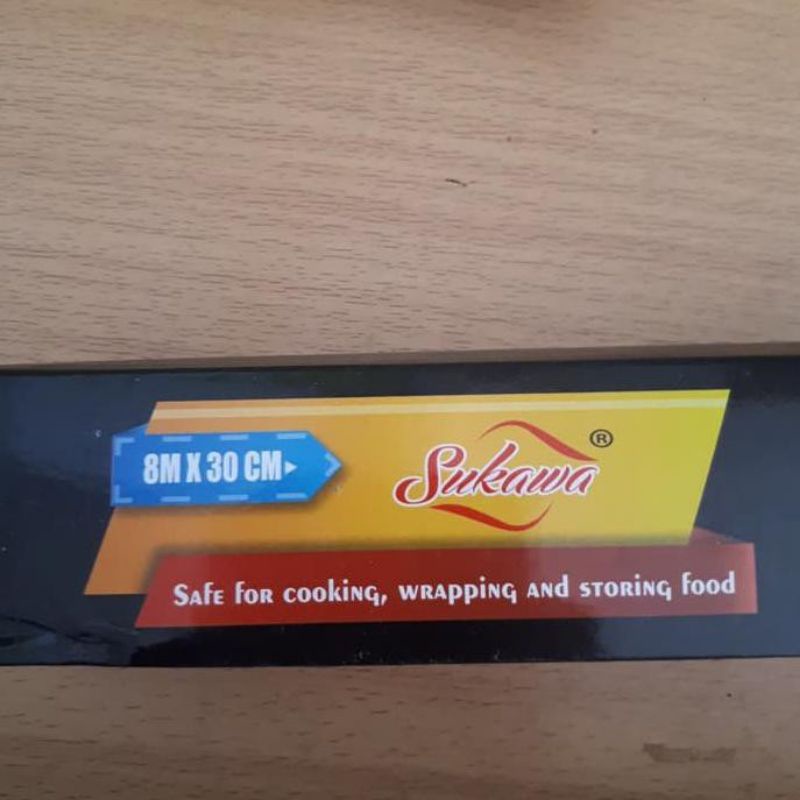 8M X 30 CM
Sukawa ®
Safe for cooking, wrapping and storing food